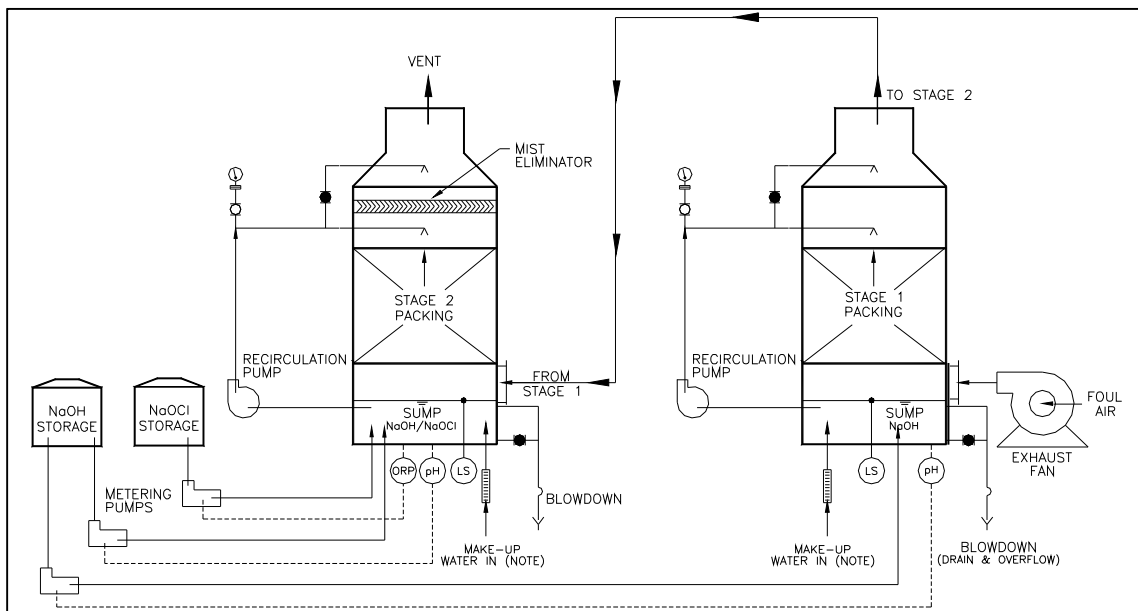 VENT
TO STAGE 2
MIST
ELIMINATOR
STAGE 2
PACKING
STAGE 1
PACKING
RECIRCULATION
PUMP
RECIRCULATION
PUMP
FROM
STAGE 1
FOUL
AIR
NaOH
STORAGE
NaOCl
STORAGE
SUMP
NaOH/NaOCl
SUMP
NaOH
EXHAUST
FAN
ORP
pH
LS
LS
pH
METERING
PUMPS
BLOWDOWN
MAKE-UP
WATER IN (NOTE)
MAKE-UP
WATER IN (NOTE)
BLOWDOWN
(DRAIN & OVERFLOW)